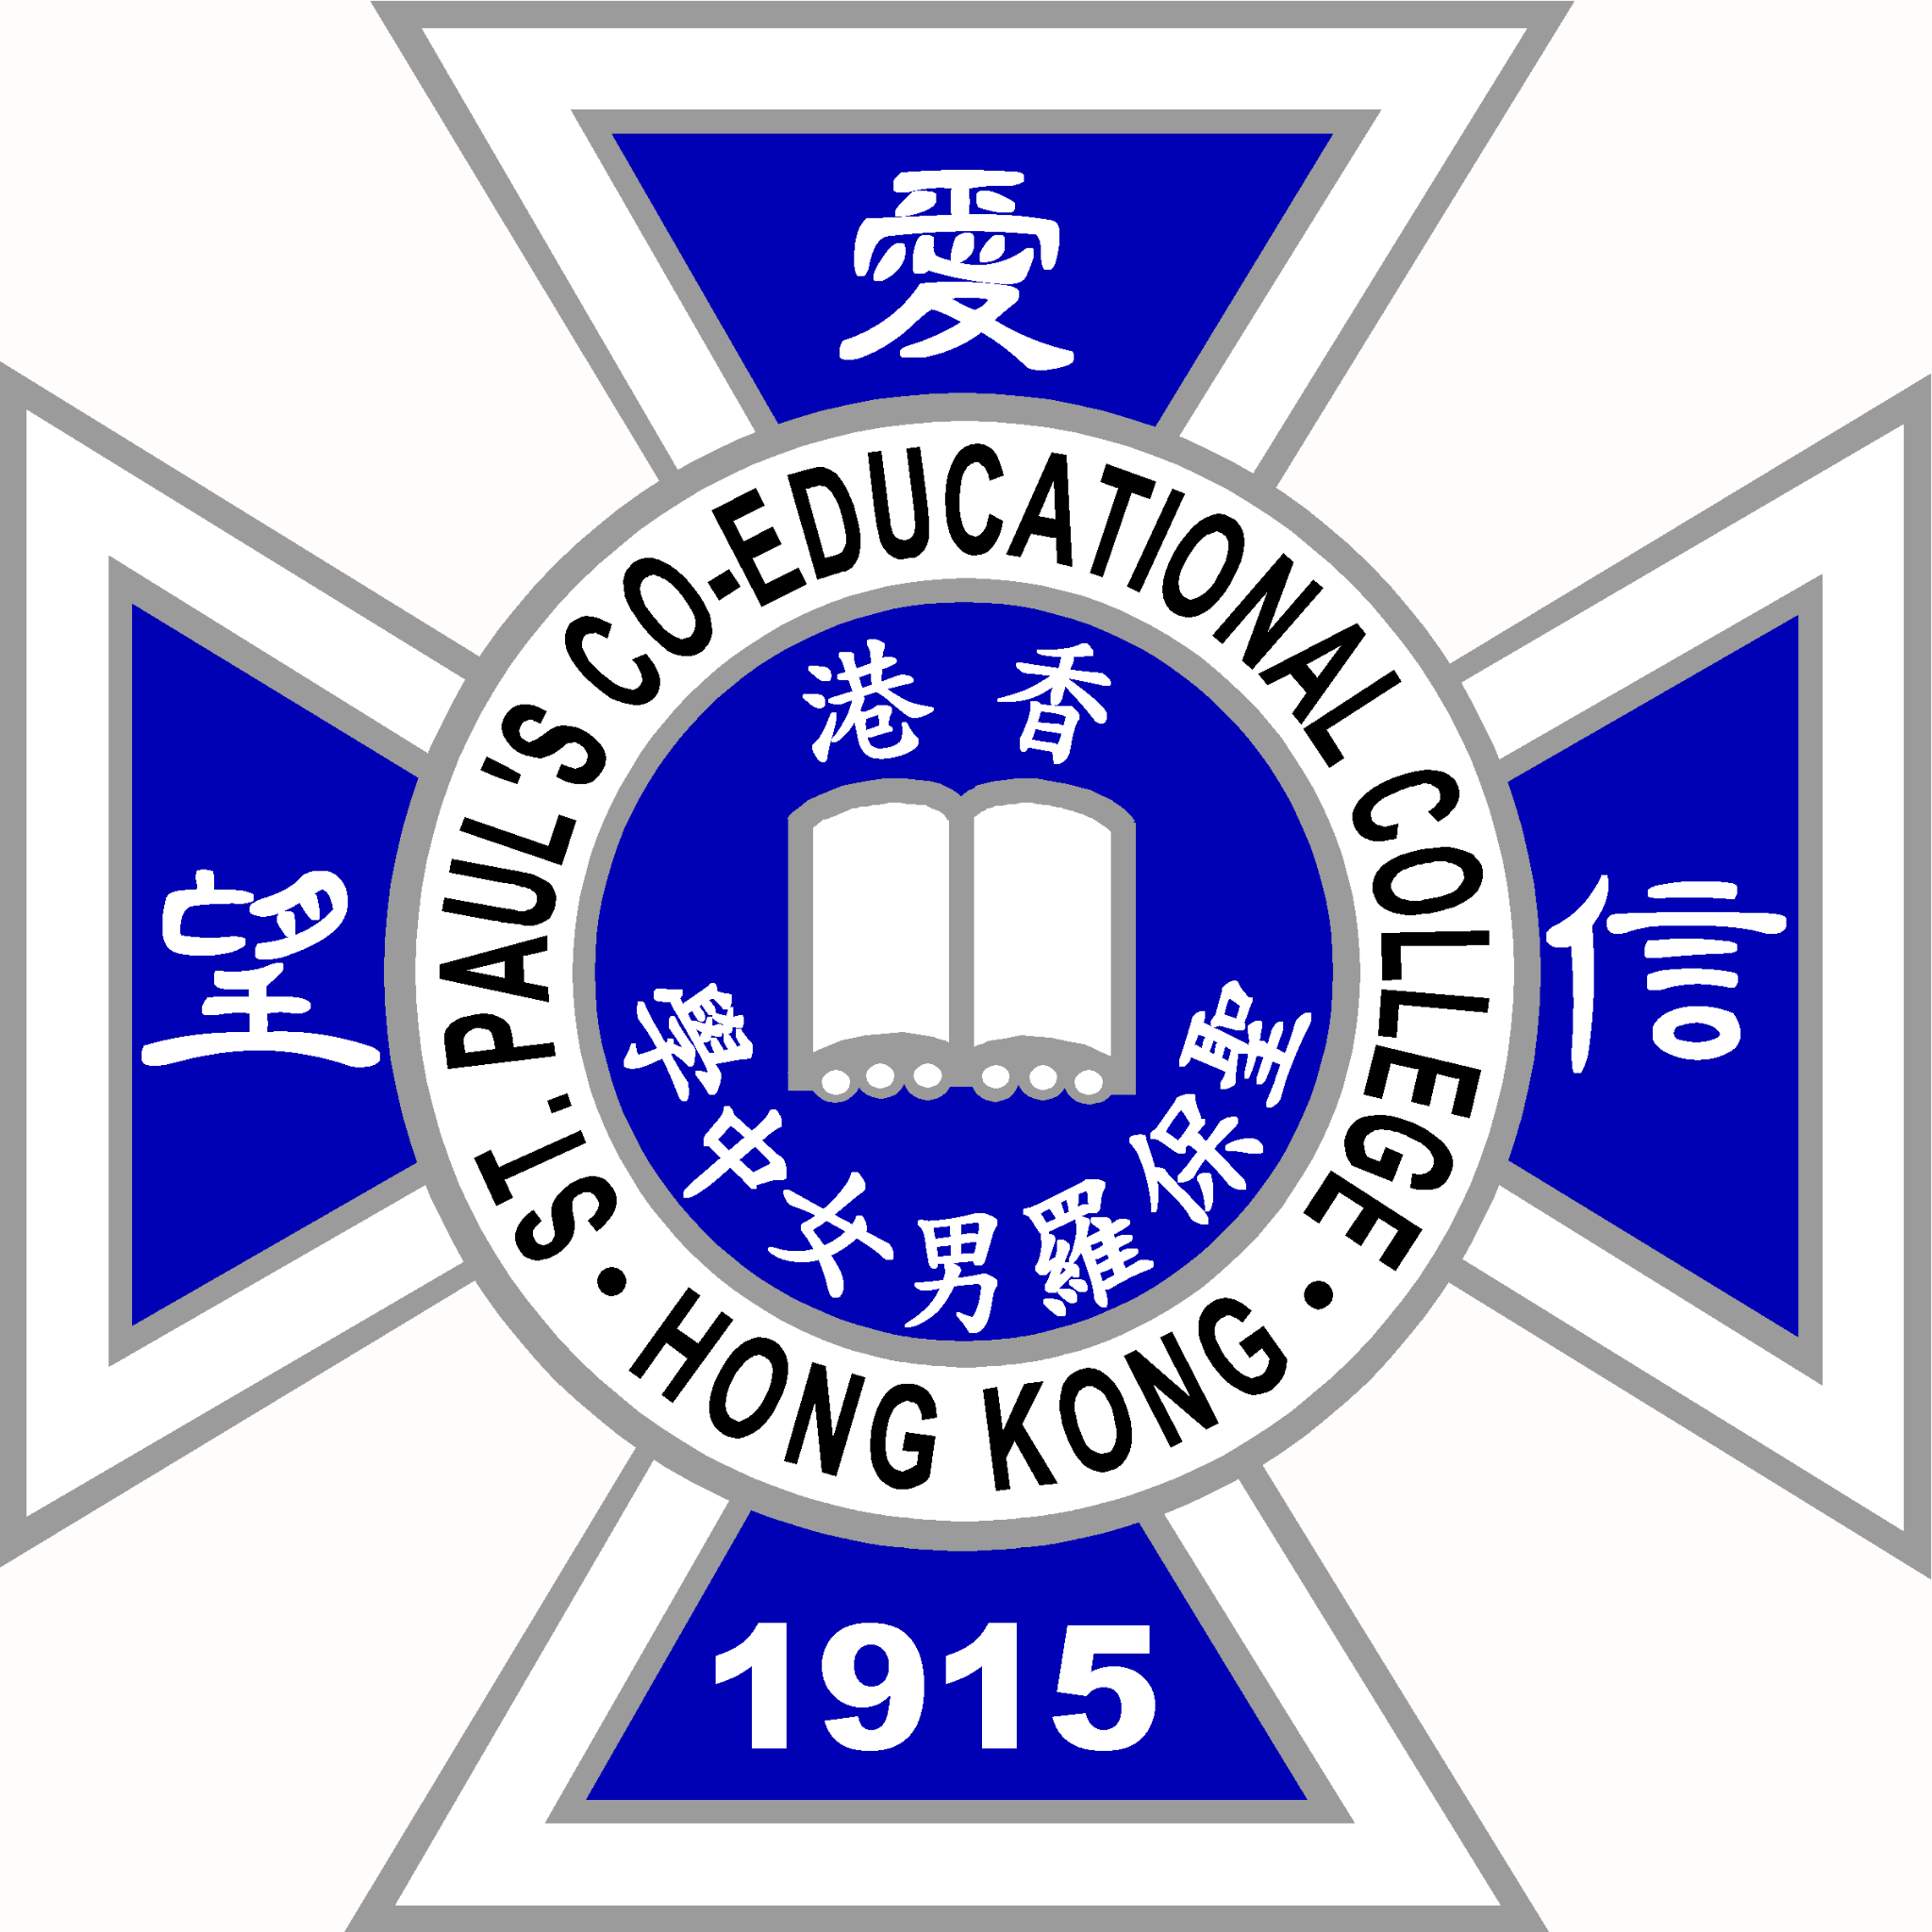 愛
信
望
ST. PAUL'S CO-EDUCATIONAL COLLEGE
• HONG KONG •
香港
聖保羅男女中學
1915